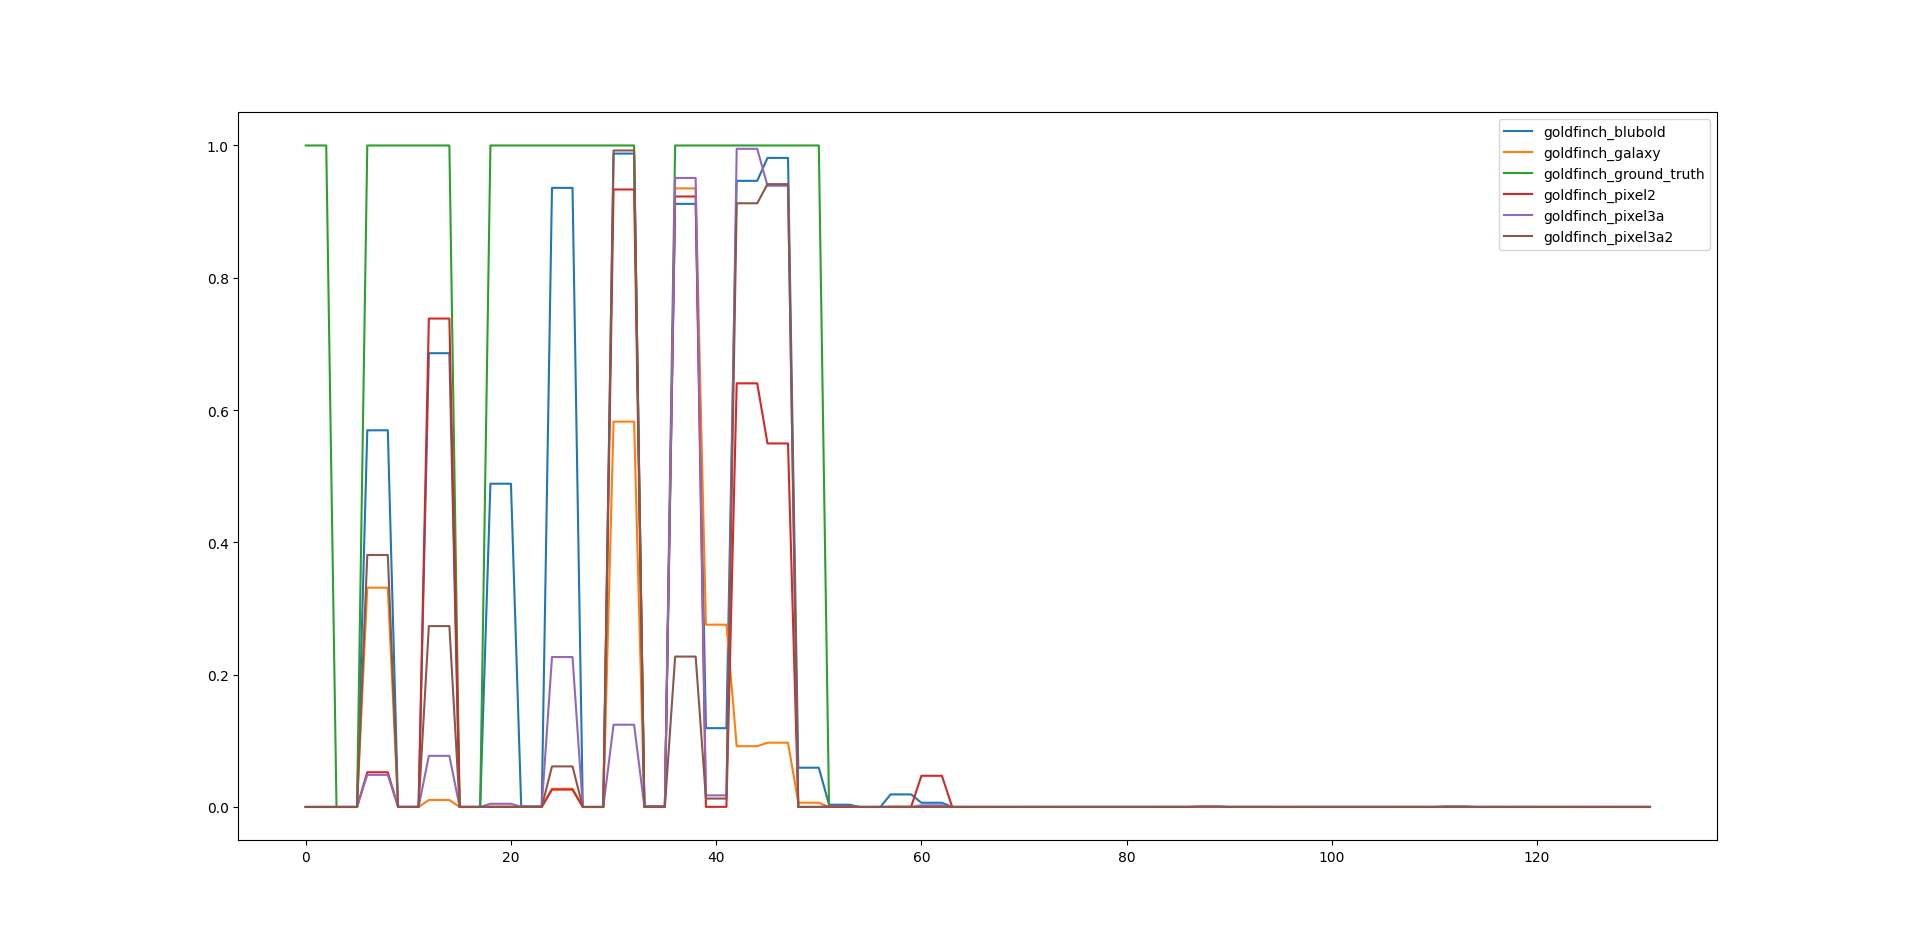 goldfinch_blubold
goldfinch_galaxy
goldfinch_ground_truth
goldfinch_pixel2
goldfinch_pixel3a
goldfinch_pixel3a2
1.0
0.8
0.6
0.4
0.2
0.0
0 20 40 60 80 100 120